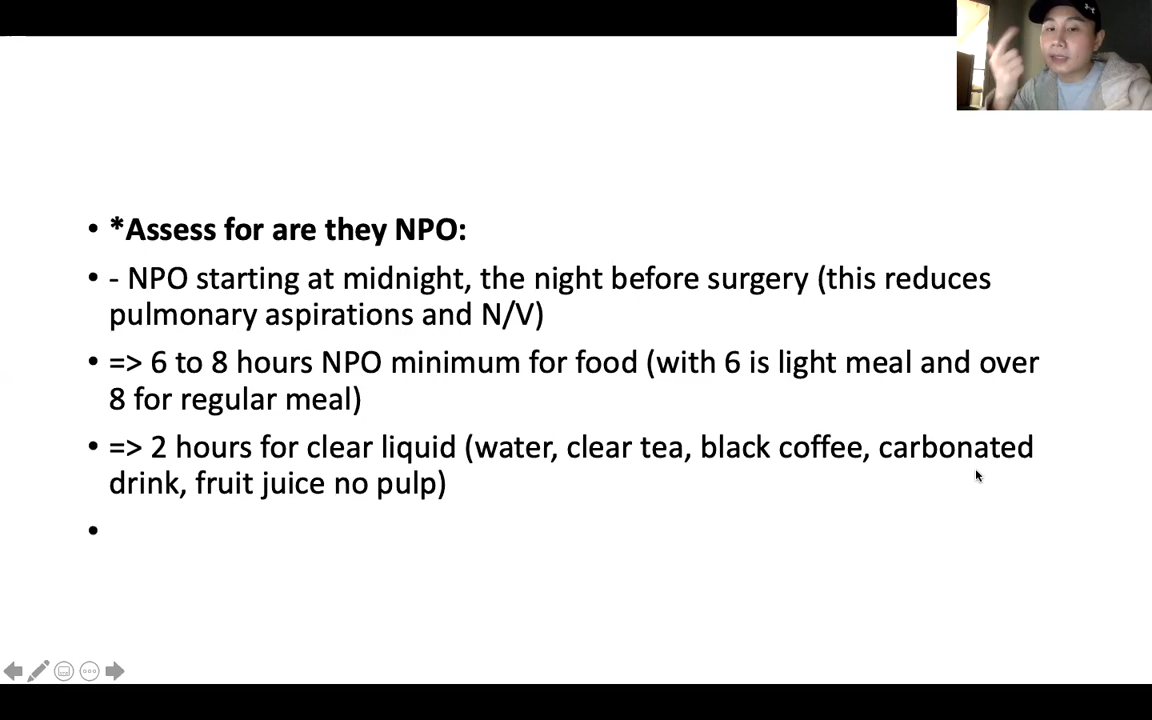 • *Assess for are they NPO:
• - NPO starting at midnight, the night before surgery (this reduces
pulmonary aspirations and N/V)
• => 6 to 8 hours NPO minimum for food (with 6 is light meal and over
8 for regular meal)
• => 2 hours for clear liquid (water, clear tea, black coffee, carbonated
drink, fruit juice no pulp)
•